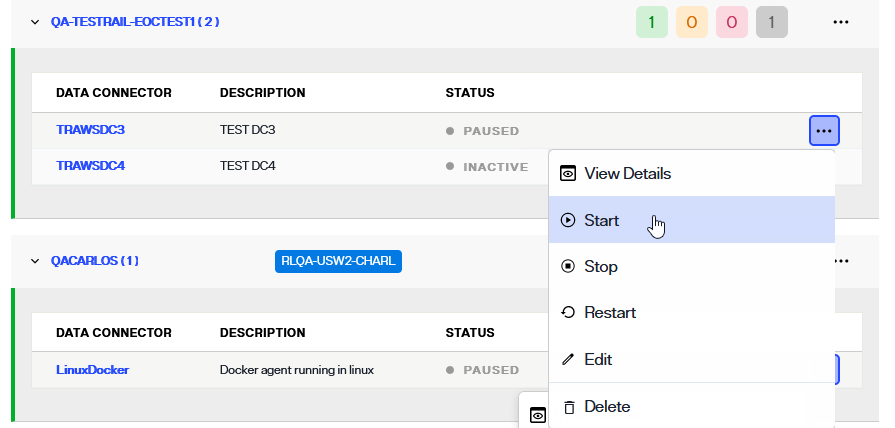 QA-TESTRAIL-EOCTEST1 ( 2 ) 1 0 0 1
DATA CONNECTOR DESCRIPTION STATUS
TRAWSDC3 TEST DC3 PAUSED
TRAWSDC4 TEST DC4 INACTIVE
View Details
Start
Stop
Restart
Edit
Delete
QACARLOS ( 1 ) RLQA-USW2-CHARL
DATA CONNECTOR DESCRIPTION STATUS
LinuxDocker Docker agent running in linux PAUSED